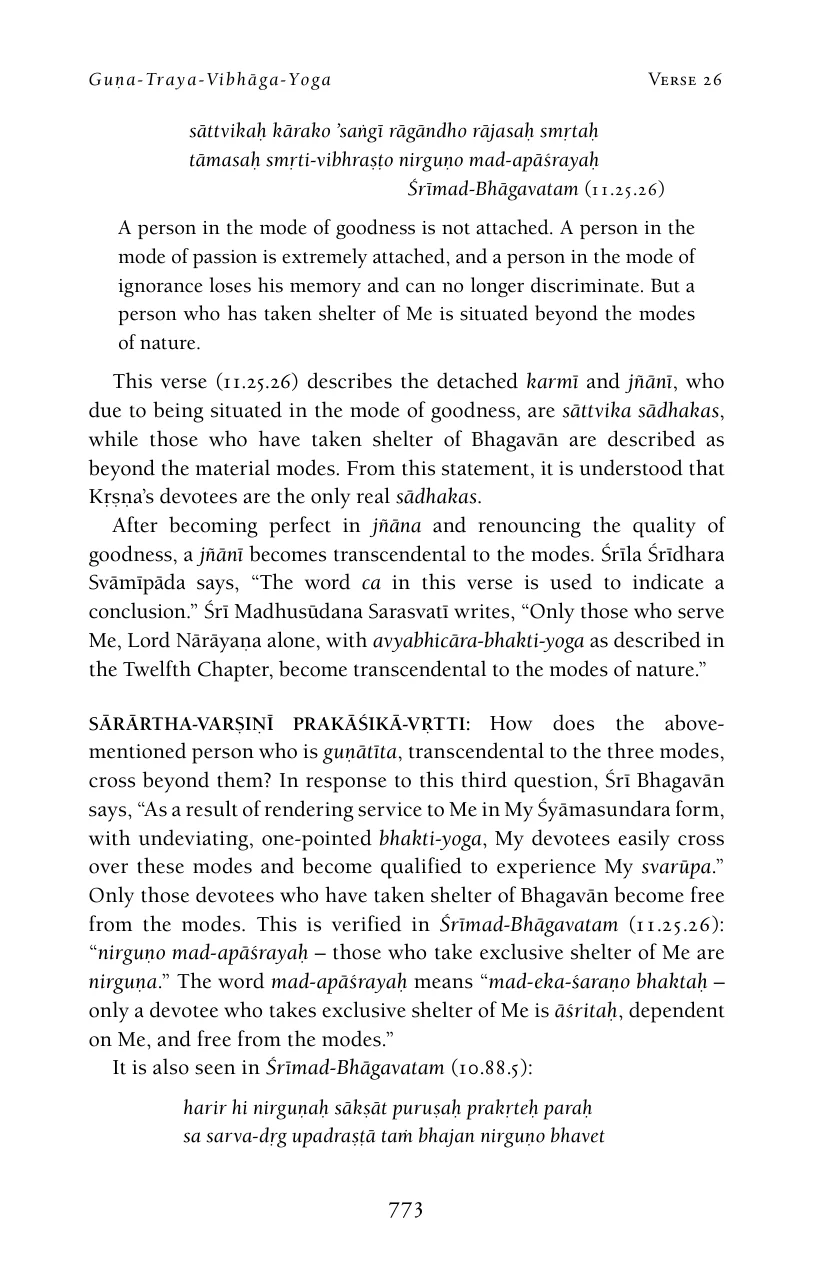 Guṇa-Traya-Vibhāga-Yoga Verse 26
sāttvikaḥ kārako ’saṅgī rāgāndho rājasaḥ smṛtaḥ
tāmasaḥ smṛti-vibhraṣṭo nirguṇo mad-apāśrayaḥ
Śrīmad-Bhāgavatam (11.25.26)
A person in the mode of goodness is not attached. A person in the
mode of passion is extremely attached, and a person in the mode of
ignorance loses his memory and can no longer discriminate. But a
person who has taken shelter of Me is situated beyond the modes
of nature.
This verse (11.25.26) describes the detached karmī and jñānī, who
due to being situated in the mode of goodness, are sāttvika sādhakas,
while those who have taken shelter of Bhagavān are described as
beyond the material modes. From this statement, it is understood that
Kṛṣṇa’s devotees are the only real sādhakas.
After becoming perfect in jñāna and renouncing the quality of
goodness, a jñānī becomes transcendental to the modes. Śrīla Śrīdhara
Svāmīpāda says, “The word ca in this verse is used to indicate a
conclusion.” Śrī Madhusūdana Sarasvatī writes, “Only those who serve
Me, Lord Nārāyaṇa alone, with avyabhicāra-bhakti-yoga as described in
the Twelfth Chapter, become transcendental to the modes of nature.”
SĀRĀRTHA-VARṢIṆĪ PRAKĀŚIKĀ-VṚTTI: How does the above-
mentioned person who is guṇātīta, transcendental to the three modes,
cross beyond them? In response to this third question, Śrī Bhagavān
says, “As a result of rendering service to Me in My Śyāmasundara form,
with undeviating, one-pointed bhakti-yoga, My devotees easily cross
over these modes and become qualified to experience My svarūpa.”
Only those devotees who have taken shelter of Bhagavān become free
from the modes. This is verified in Śrīmad-Bhāgavatam (11.25.26):
“nirguṇo mad-apāśrayaḥ – those who take exclusive shelter of Me are
nirguṇa.” The word mad-apāśrayaḥ means “mad-eka-śaraṇo bhaktaḥ –
only a devotee who takes exclusive shelter of Me is āśritaḥ, dependent
on Me, and free from the modes.”
It is also seen in Śrīmad-Bhāgavatam (10.88.5):
harir hi nirguṇaḥ sākṣāt puruṣaḥ prakṛteḥ paraḥ
sa sarva-dṛg upadraṣṭā taṁ bhajan nirguṇo bhavet
773